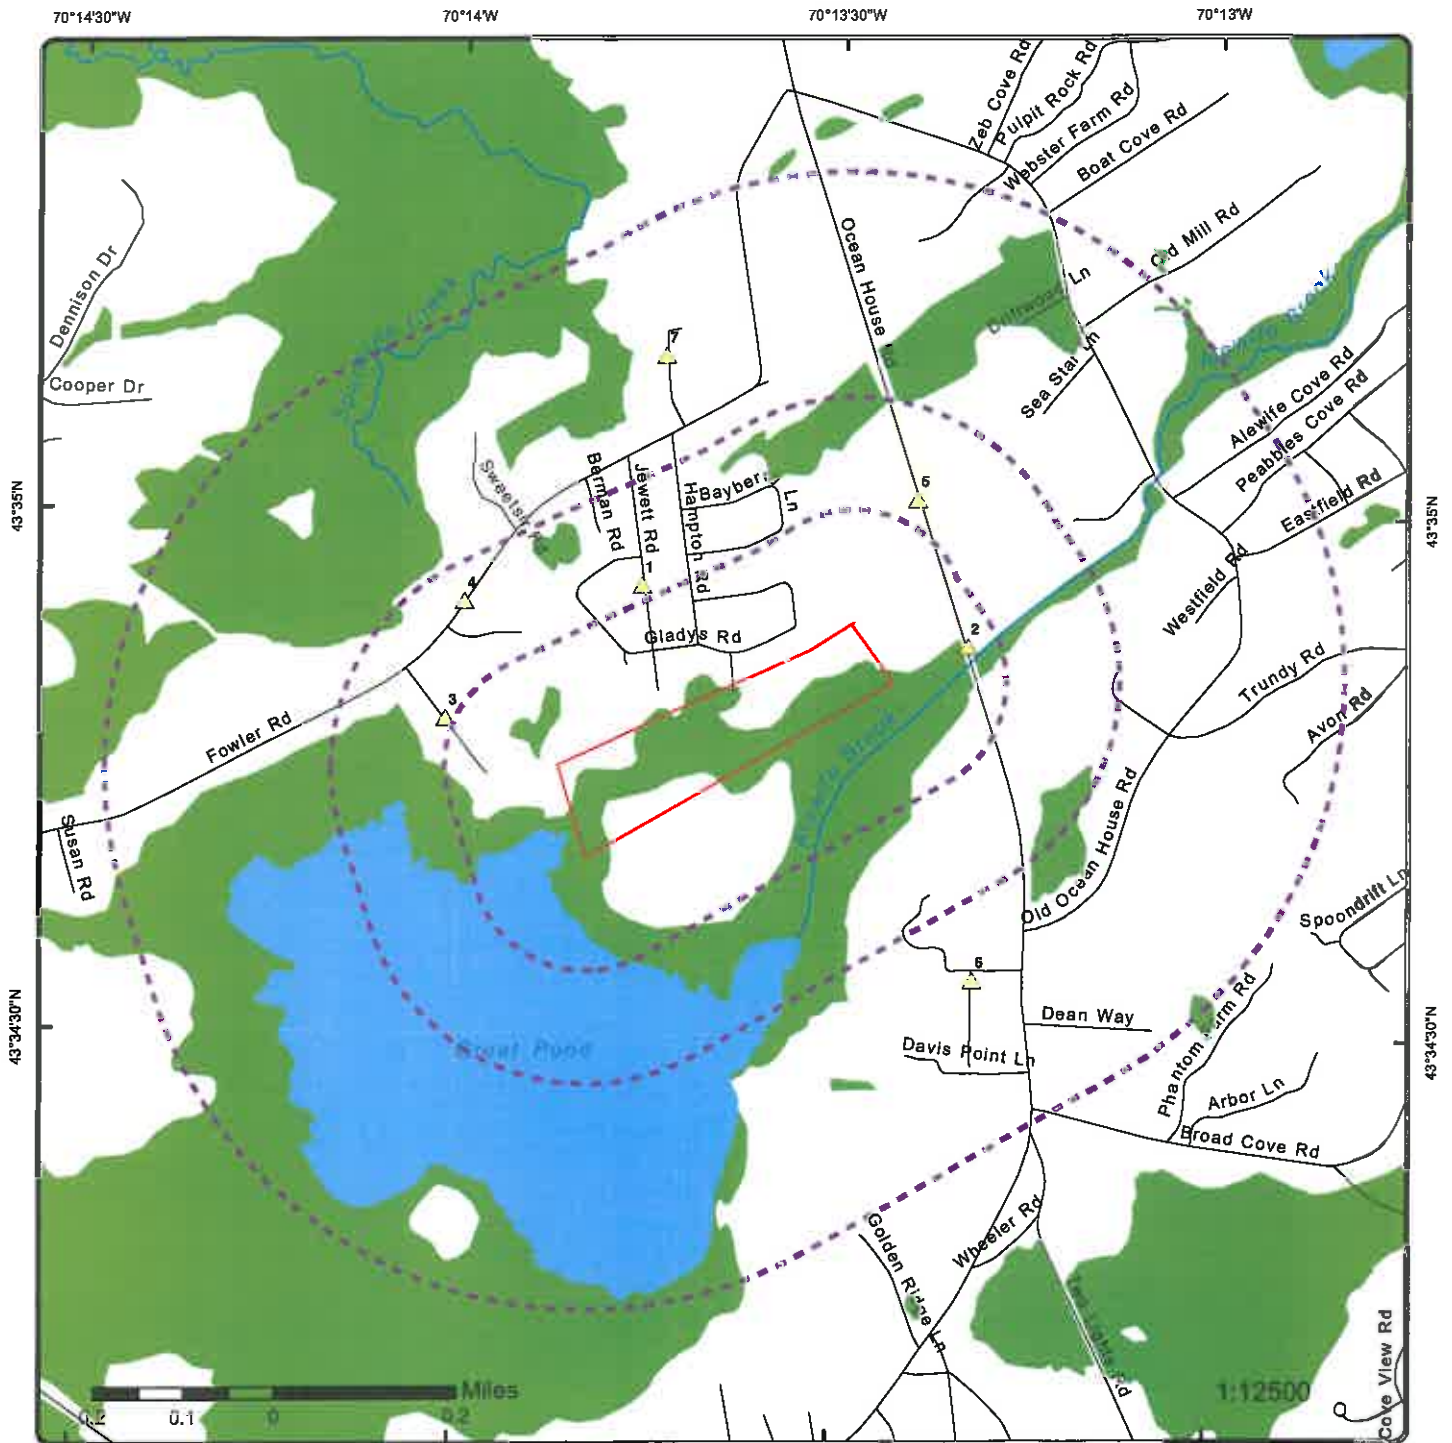 70°14'30"W
70°14'W
70°13'30"W
70°13'W
Zeb Cove Rd
Pulpit Rock Rd
Webster Farm Rd
Boat Cove Rd
Ocean House Rd
Old Mill Rd
Dennison Dr
Driftwood Ln
Cooper Dr
Sea Star Ln
7
Alewife Cove Rd
Peabbles Cove Rd
Eastfield Rd
Berman Rd
Jewett Rd
Hampton Rd
Ln
5
43°35'N
43°35'N
Westfield Rd
4
1
Gladys Rd
2
Trundy Rd
Avon Rd
3
Fowler Rd
Brook
Old Ocean House Rd
Susan Rd
Spoondrift Ln
6
43°34'30"N
43°34'30"N
Dean Way
Great Pond
Davis Point Ln
Phantom Farm Rd
Arbor Ln
Broad Cove Rd
Golden Ridge Ln
Wheeler Rd
Two Lights Rd
Cove View Rd
Miles
1:12500
0.2 0.1 0 0.2